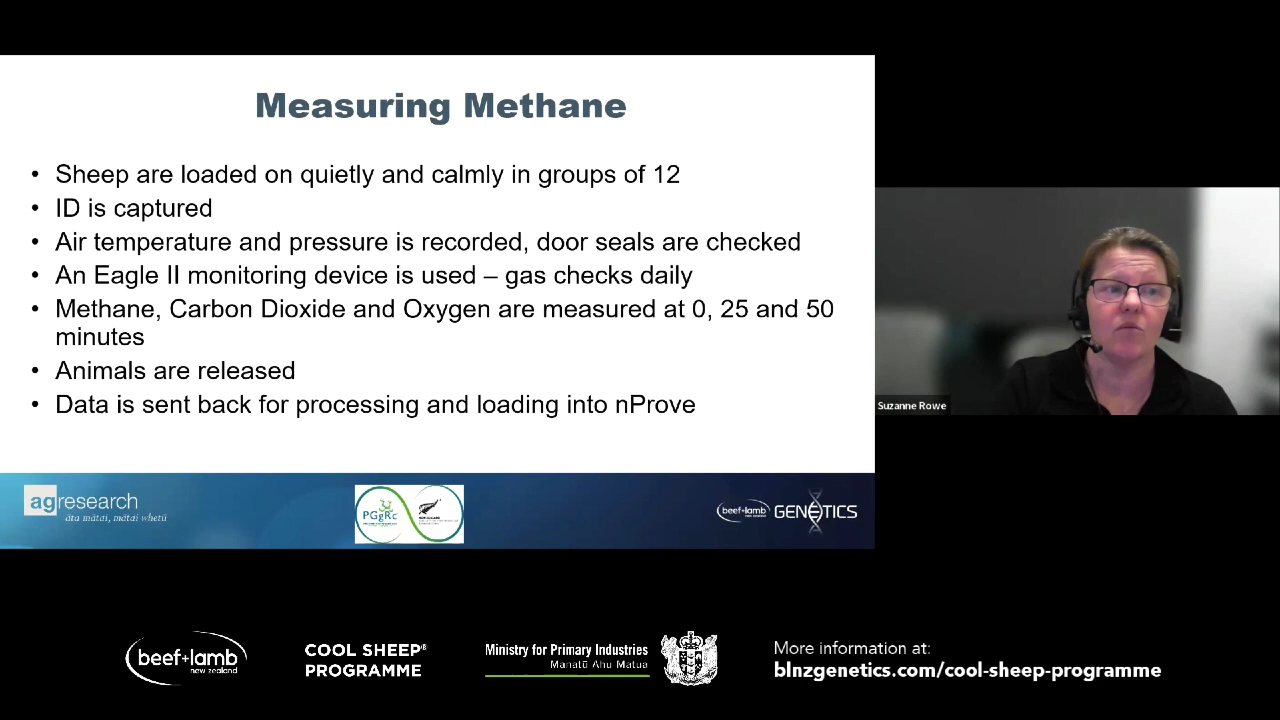 Measuring Methane
• Sheep are loaded on quietly and calmly in groups of 12
• ID is captured
• Air temperature and pressure is recorded, door seals are checked
• An Eagle II monitoring device is used – gas checks daily
• Methane, Carbon Dioxide and Oxygen are measured at 0, 25 and 50
minutes
• Animals are released
• Data is sent back for processing and loading into nProve
Suzanne Rowe
agresearch
āta mātai, mātai whetū
PGgRc
beef+lamb
new zealand
GENETICS
beef+lamb
new zealand
COOL SHEEP®
PROGRAMME
Ministry for Primary Industries
Manatū Ahu Matua
More information at:
blnzgenetics.com/cool-sheep-programme